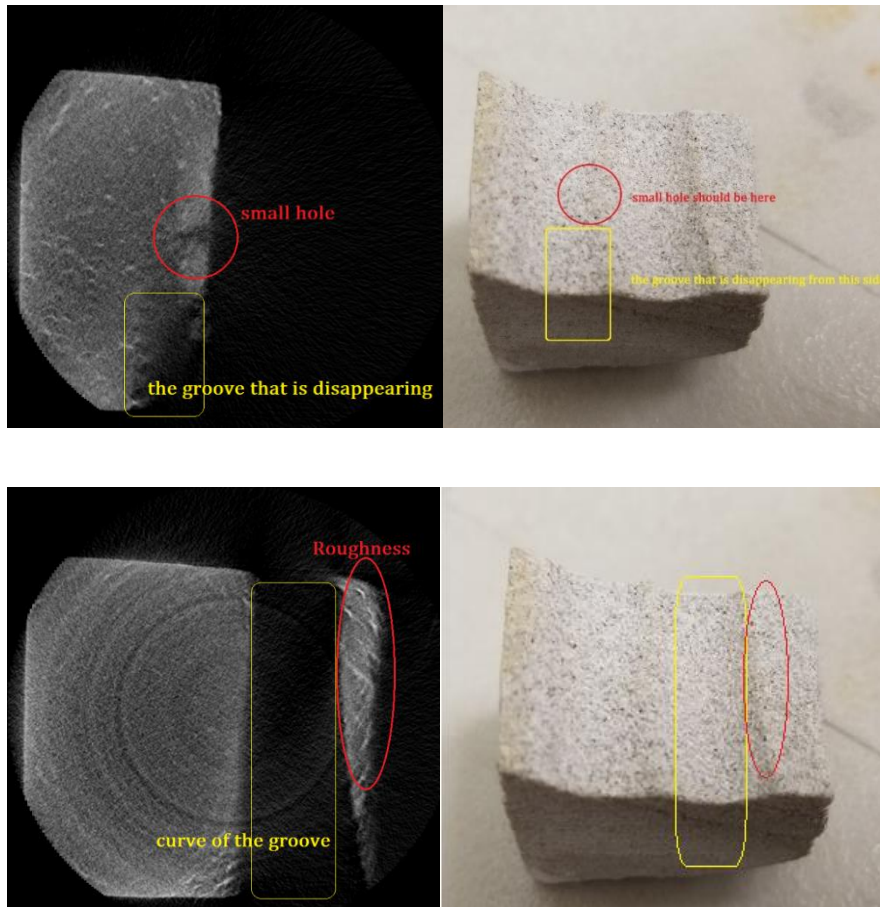 small hole
small hole should be here
the groove that is disappearing from this sid
the groove that is disappearing
Roughness
curve of the groove